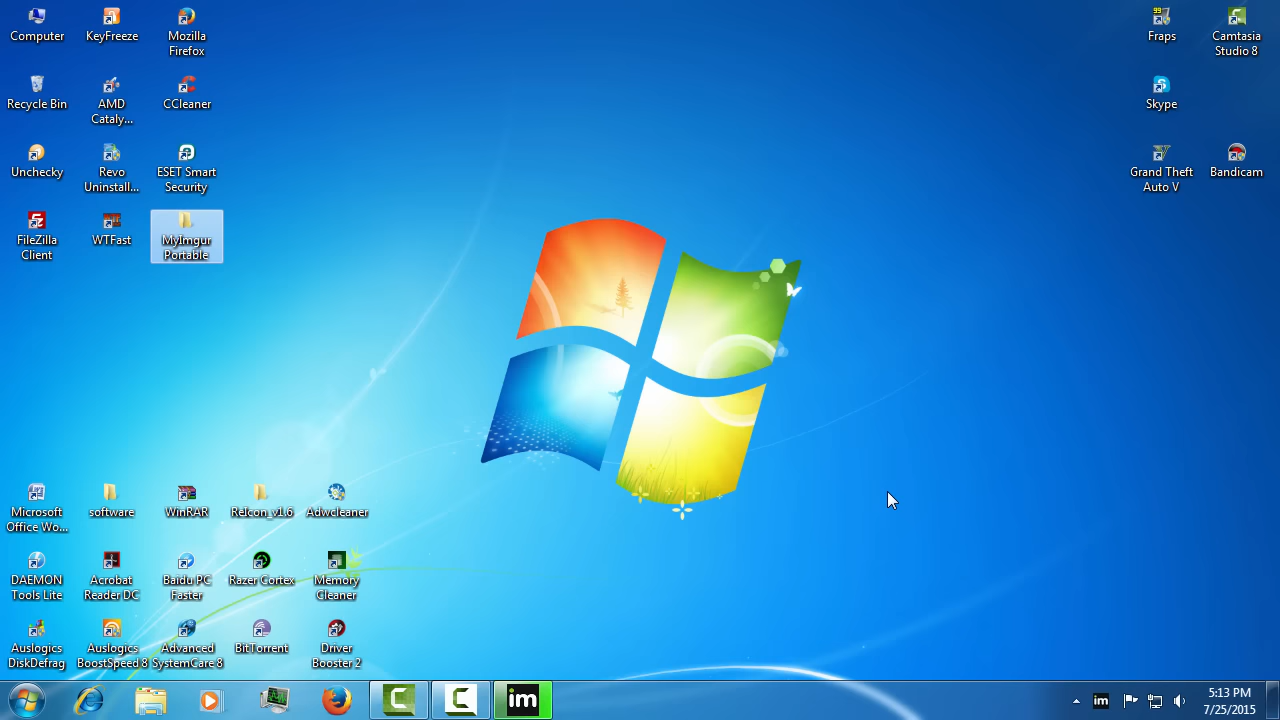 Computer
KeyFreeze
Mozilla
Firefox
99
Fraps
Camtasia
Studio 8
Recycle Bin
AMD
Cataly...
CCleaner
Skype
Unchecky
Revo
Uninstall...
ESET Smart
Security
Grand Theft
Auto V
Bandicam
FileZilla
Client
WTFast
MyImgur
Portable
Microsoft
Office Wo...
software
WinRAR
ReIcon_v1.6
Adwcleaner
DAEMON
Tools Lite
Acrobat
Reader DC
Baidu PC
Faster
Razer Cortex
Memory
Cleaner
Auslogics
DiskDefrag
Auslogics
BoostSpeed 8
Advanced
SystemCare 8
BitTorrent
Driver
Booster 2
im
im
5:13 PM
7/25/2015